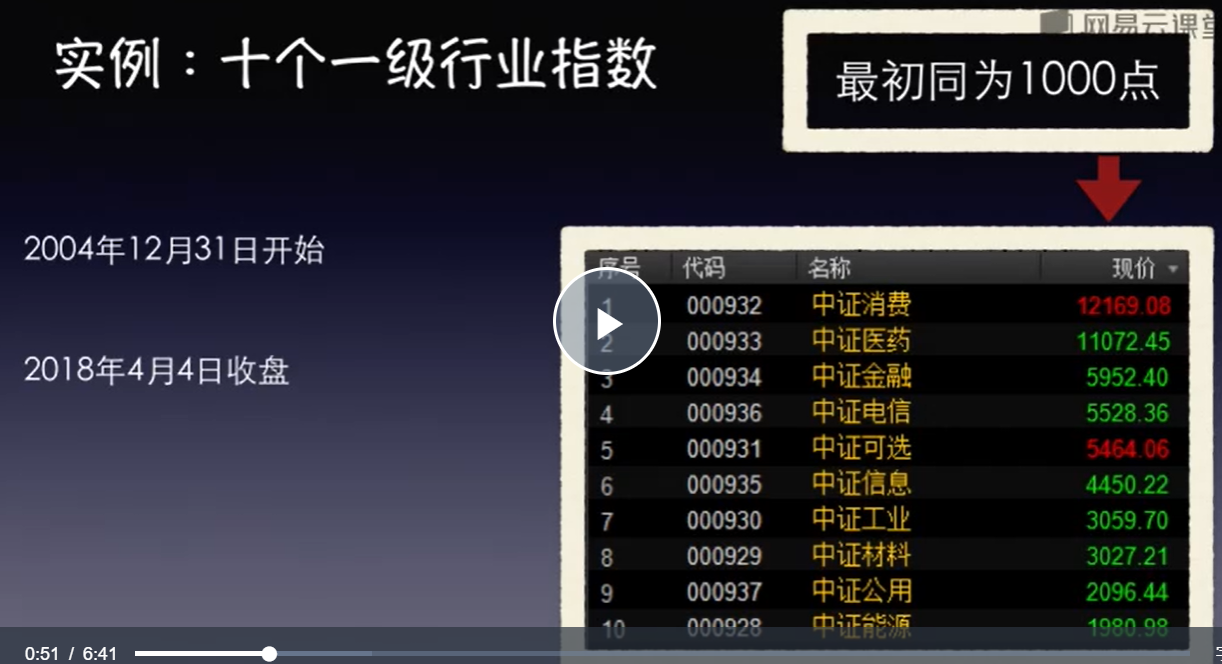 网易云课堂
实例：十个一级行业指数
最初同为1000点
2004年12月31日开始
2018年4月4日收盘
序号 代码 名称 现价
1 000932 中证消费 12169.08
2 000933 中证医药 11072.45
3 000934 中证金融 5952.40
4 000936 中证电信 5528.36
5 000931 中证可选 5464.06
6 000935 中证信息 4450.22
7 000930 中证工业 3059.70
8 000929 中证材料 3027.21
9 000937 中证公用 2096.44
10 000928 中证能源 1980.98
0:51 / 6:41